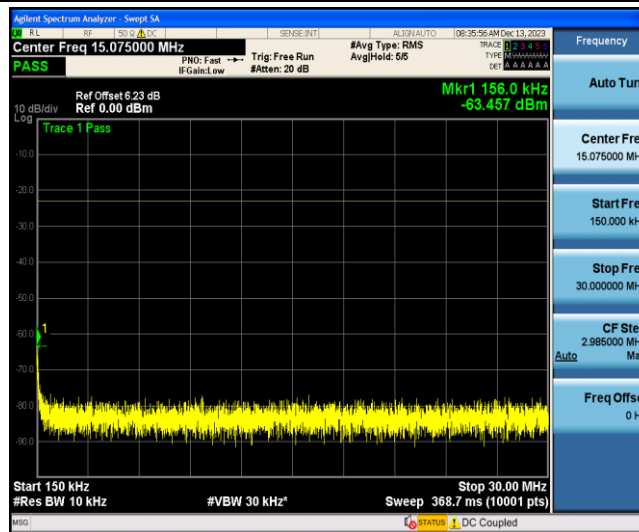 Agilent Spectrum Analyzer - Swept SA
RL RF 50 Ω DC SENSE:INT ALIGN AUTO 08:35:56 AM Dec 13, 2023
Center Freq 15.075000 MHz
PASS
PNO: Fast
IFGain:Low
Trig: Free Run
#Atten: 20 dB
#Avg Type: RMS
Avg|Hold: 5/5
TRACE 1 2 3 4 5 6
TYPE M
DET A A A A A A
Mkr1 156.0 kHz
-63.457 dBm
Ref Offset 6.23 dB
10 dB/div Ref 0.00 dBm
Log
Trace 1 Pass
-10.0
-20.0
-30.0
-40.0
-50.0
-60.0
-70.0
-80.0
-90.0
1
Start 150 kHz
Stop 30.00 MHz
#Res BW 10 kHz
#VBW 30 kHz*
Sweep 368.7 ms (10001 pts)
MSG
STATUS DC Coupled
Frequency
Auto Tun
Center Fre
15.075000 MH
Start Fre
150.000 kH
Stop Fre
30.000000 MH
CF Ste
2.985000 MH
Auto Ma
Freq Offse
0 H